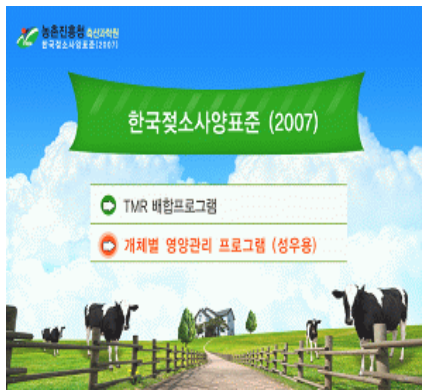 농촌진흥청 축산과학원
한국젖소사양표준(2007)
한국젖소사양표준 (2007)
TMR 배합프로그램
개체별 영양관리 프로그램 (성우용)